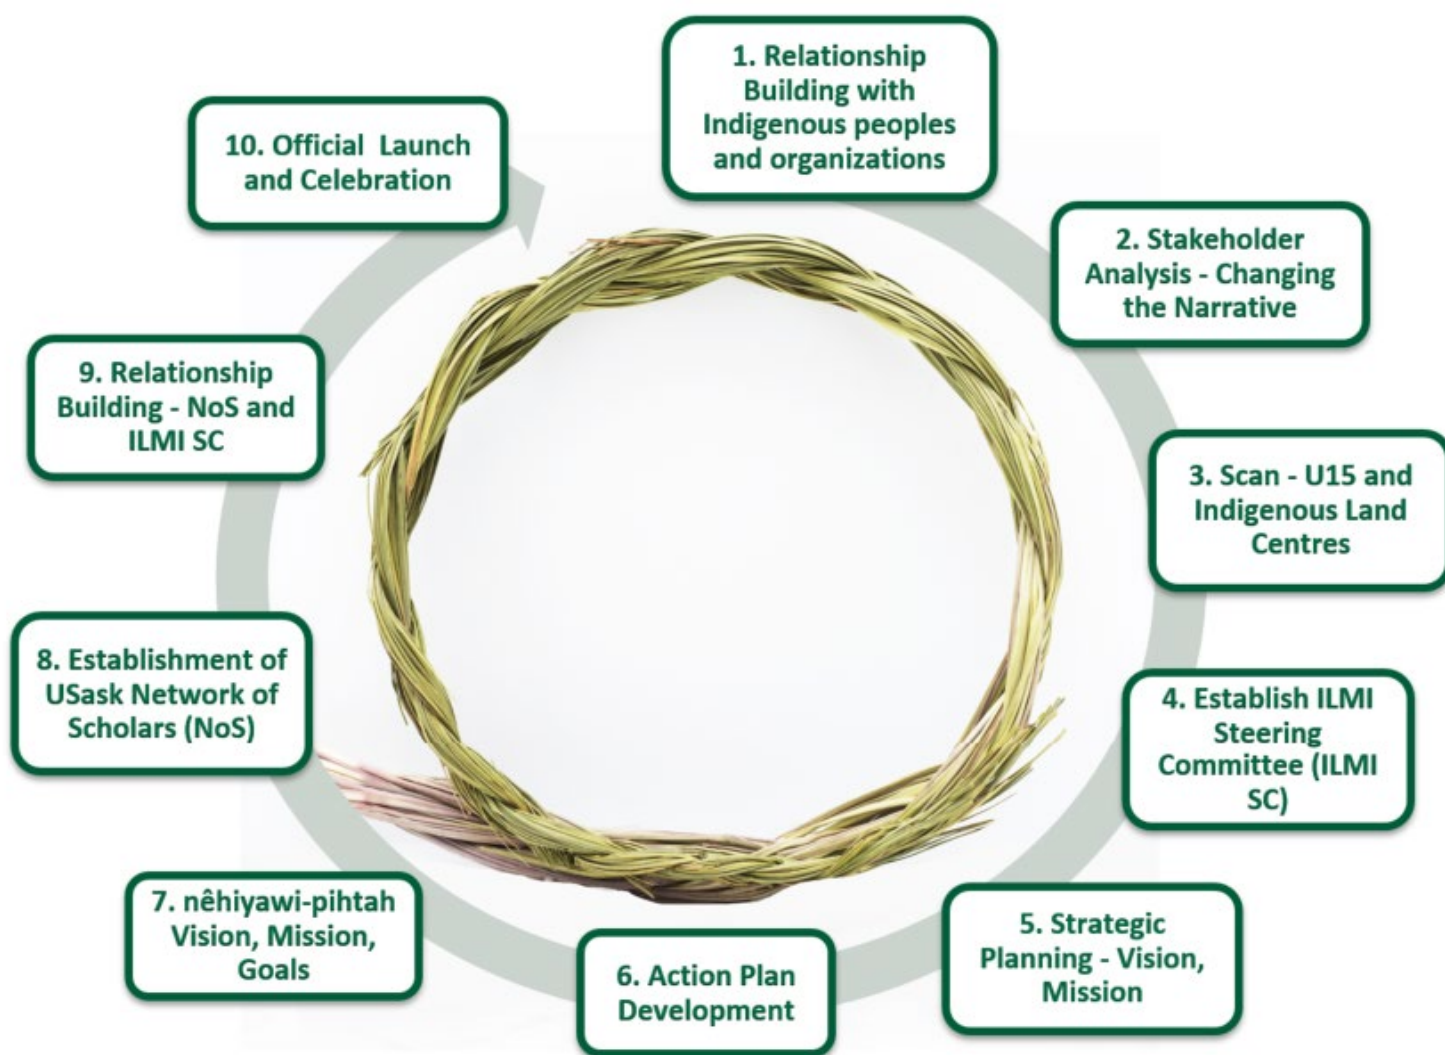 1. Relationship
Building with
Indigenous peoples
and organizations
2. Stakeholder
Analysis - Changing
the Narrative
3. Scan - U15 and
Indigenous Land
Centres
4. Establish ILMI
Steering
Committee (ILMI
SC)
5. Strategic
Planning - Vision,
Mission
6. Action Plan
Development
7. nêhiyawi-pihtah
Vision, Mission,
Goals
8. Establishment of
USask Network of
Scholars (NoS)
9. Relationship
Building - NoS and
ILMI SC
10. Official Launch
and Celebration